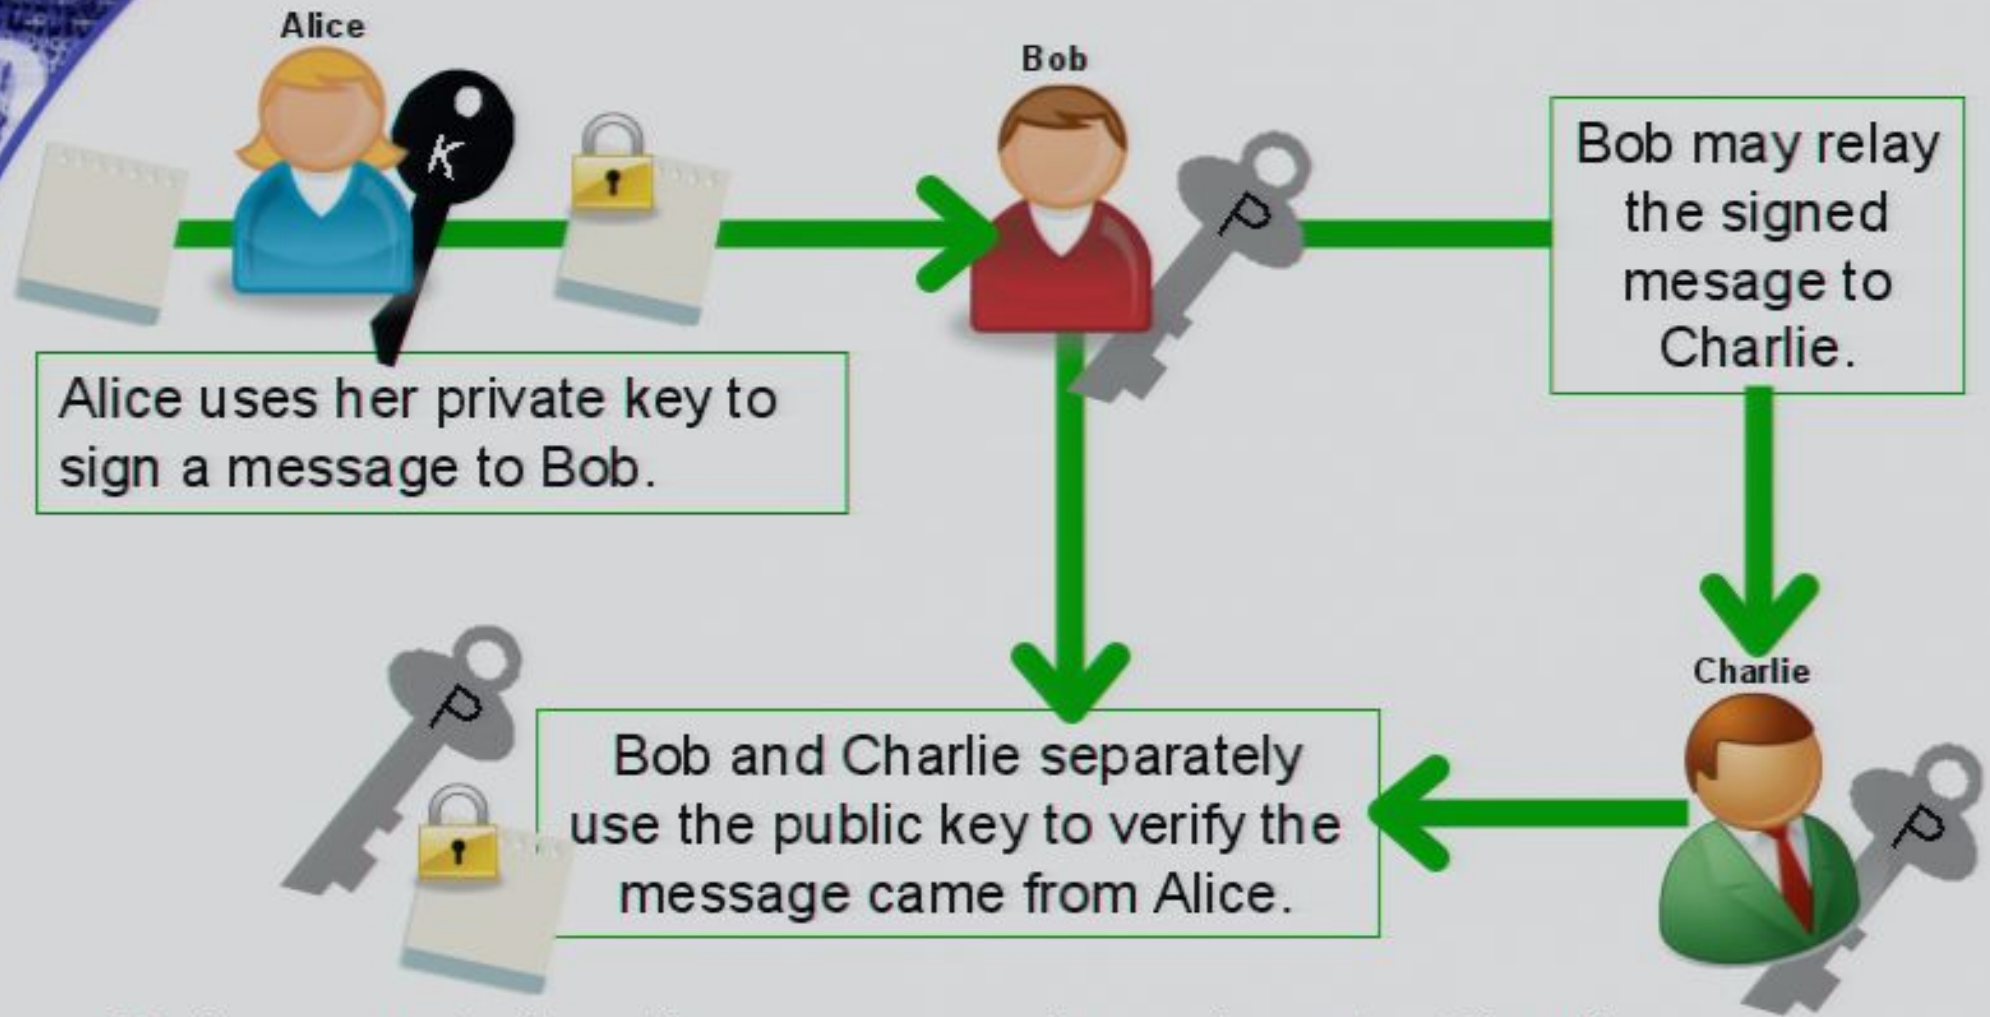 Alice
Bob
K
P
Bob may relay
the signed
mesage to
Charlie.
Alice uses her private key to
sign a message to Bob.
Charlie
P
Bob and Charlie separately
use the public key to verify the
message came from Alice.
P